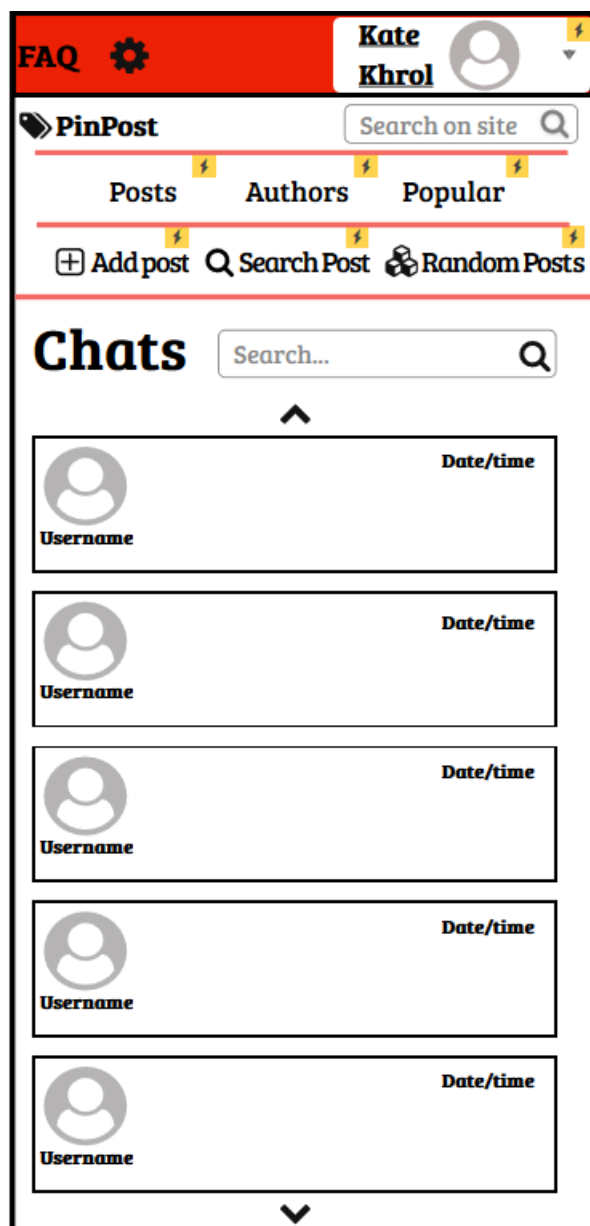 FAQ
Kate
Khrol
PinPost
Search on site
Posts Authors Popular
Add post Search Post Random Posts
Chats
Search...
Date/time
Username
Date/time
Username
Date/time
Username
Date/time
Username
Date/time
Username